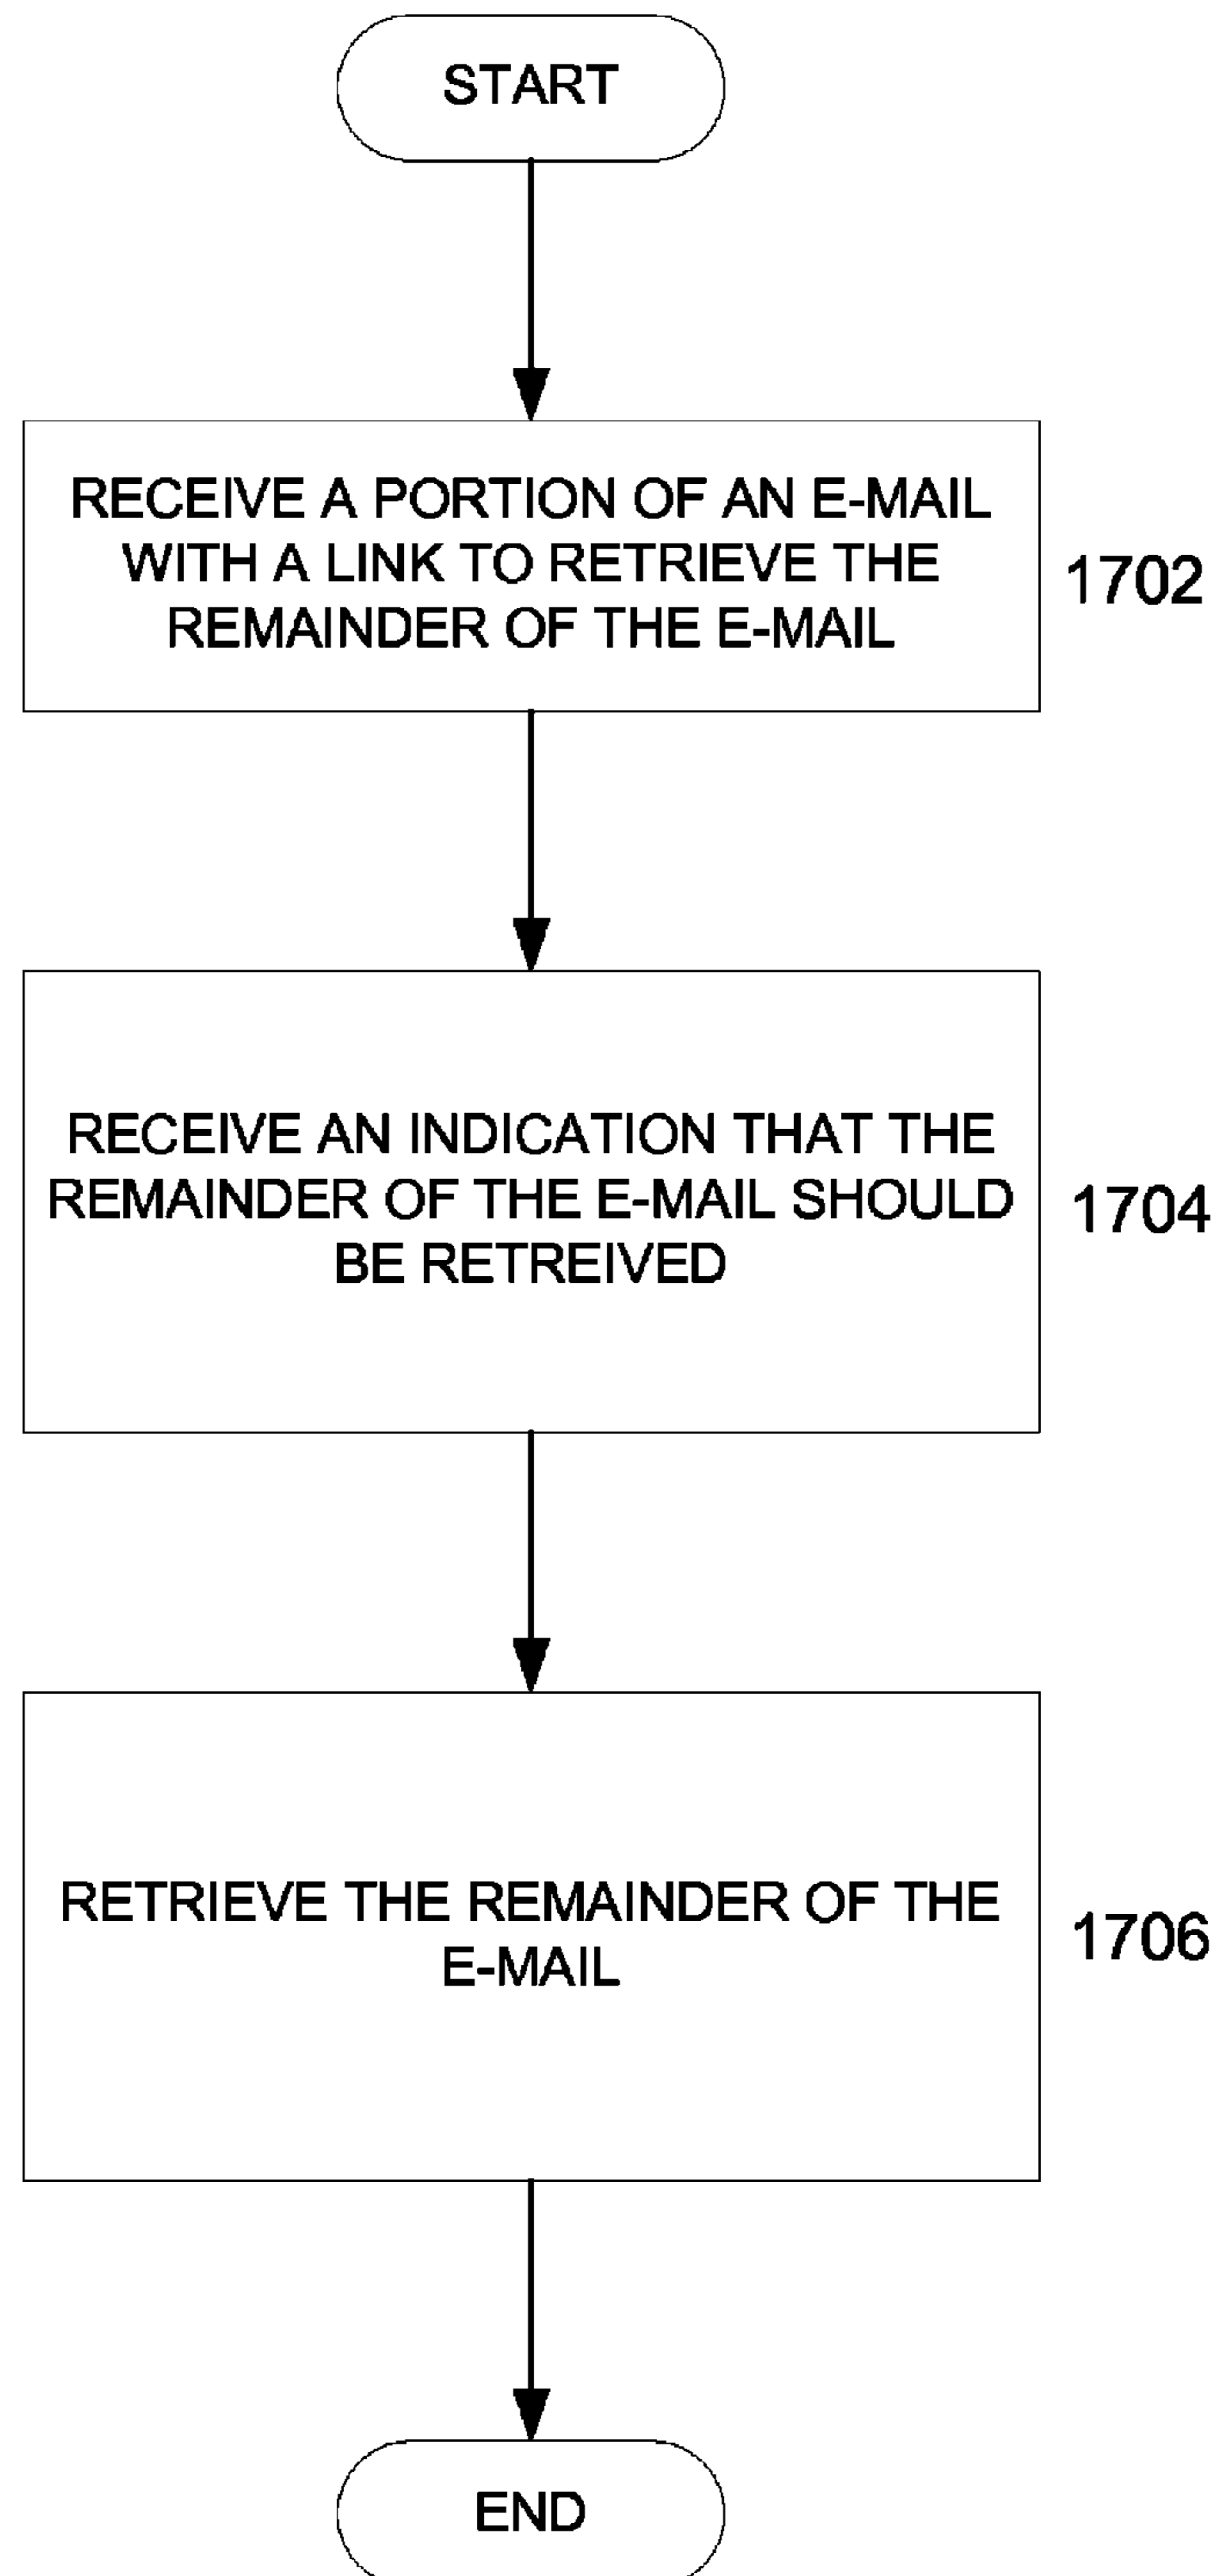 START
RECEIVE A PORTION OF AN E-MAIL
WITH A LINK TO RETRIEVE THE
REMAINDER OF THE E-MAIL
1702
RECEIVE AN INDICATION THAT THE
REMAINDER OF THE E-MAIL SHOULD
BE RETREIVED
1704
RETRIEVE THE REMAINDER OF THE
E-MAIL
1706
END